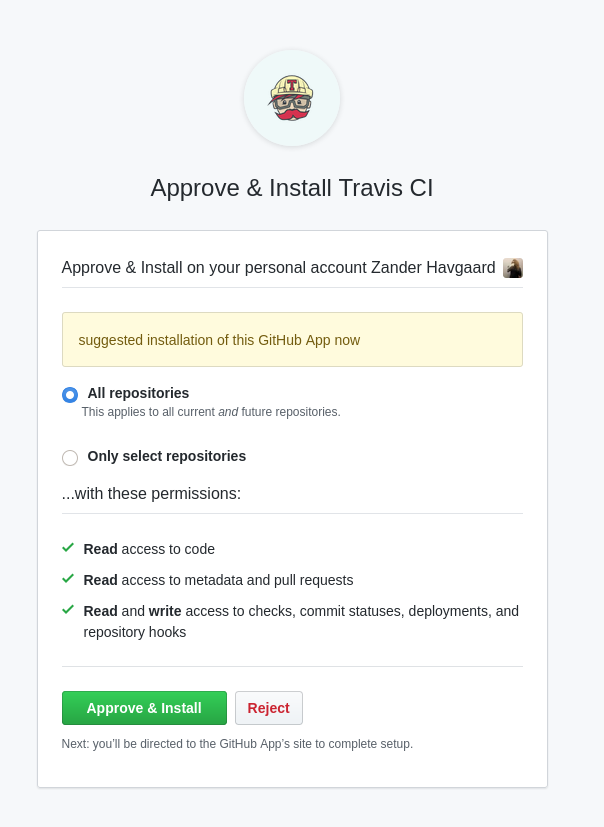 T
Approve & Install Travis CI
Approve & Install on your personal account Zander Havgaard
suggested installation of this GitHub App now
All repositories
This applies to all current and future repositories.
Only select repositories
...with these permissions:
Read access to code
Read access to metadata and pull requests
Read and write access to checks, commit statuses, deployments, and
repository hooks
Approve & Install
Reject
Next: you’ll be directed to the GitHub App’s site to complete setup.